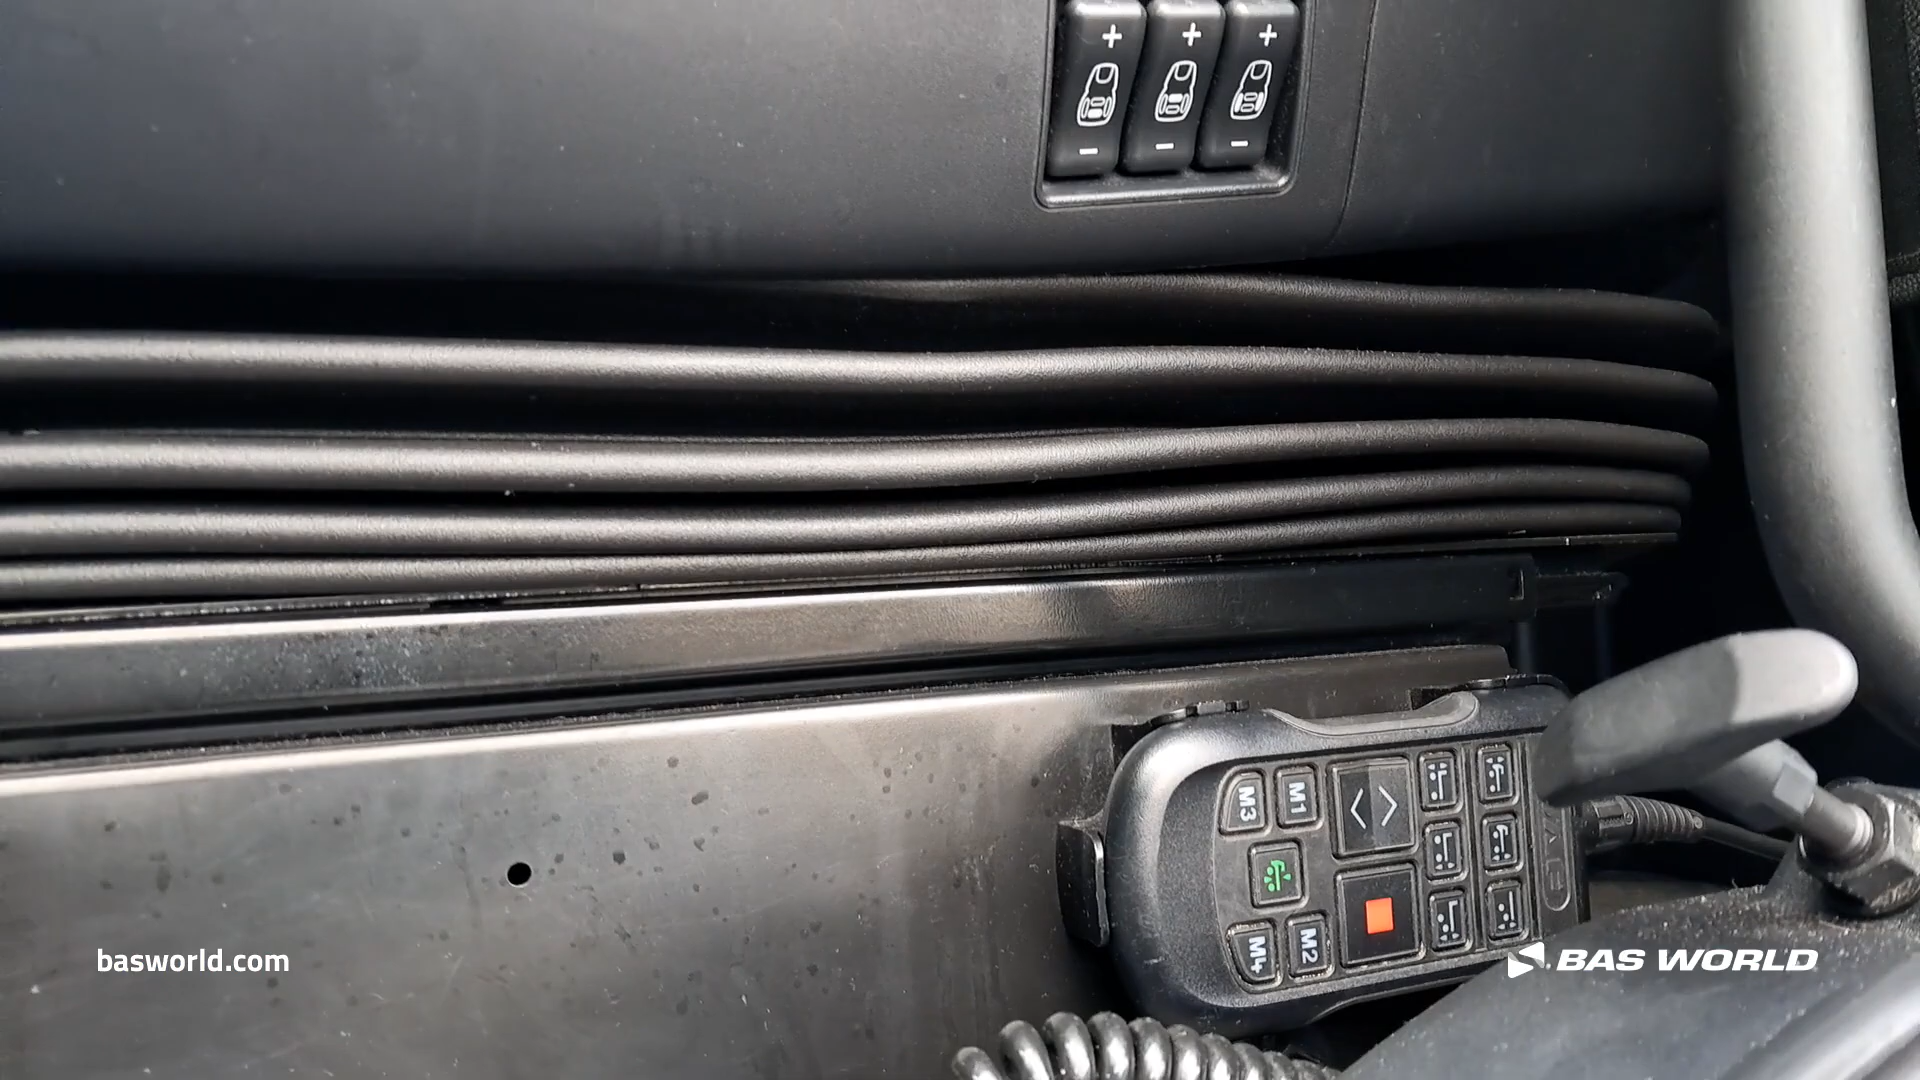 + + +
- - -
M3 M1
M4 M2
basworld.com
BAS WORLD